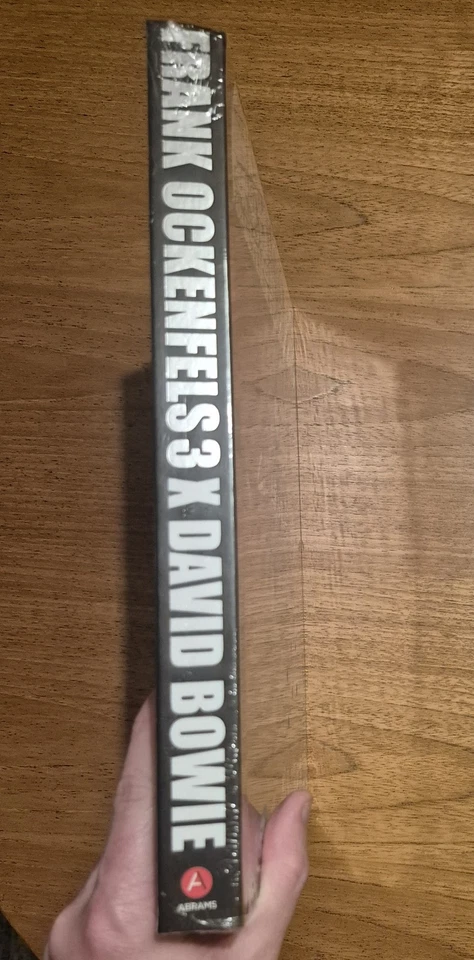 FRANK OCKENFELS 3 X DAVID BOWIE
A
ABRAMS